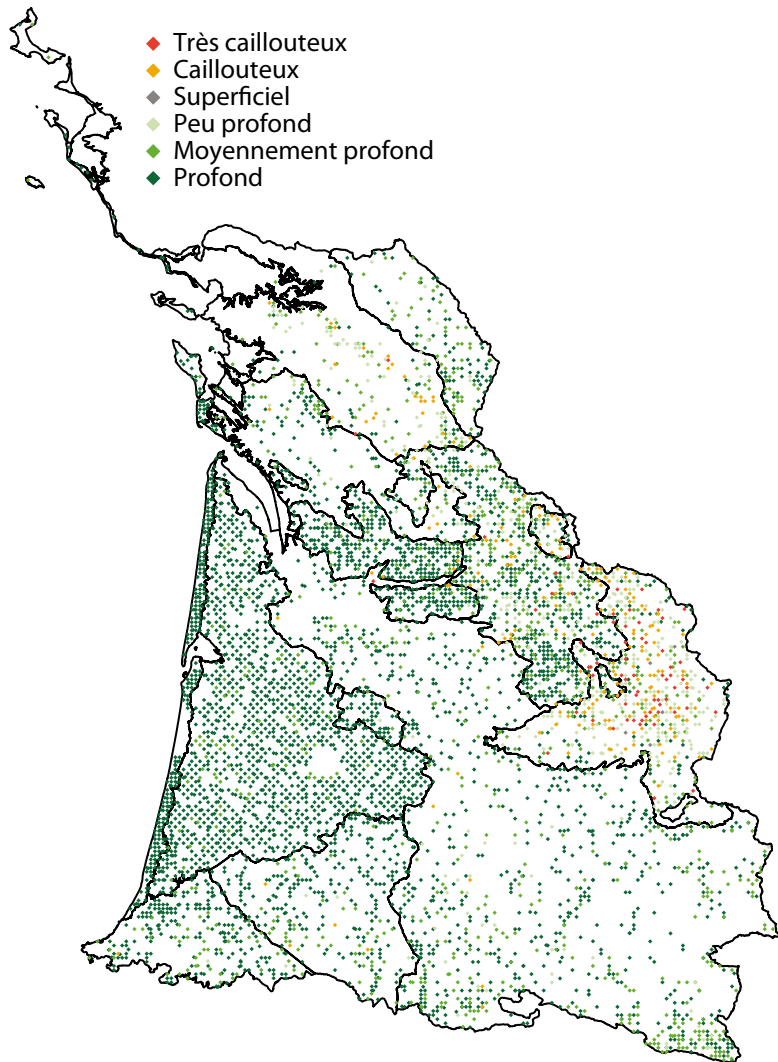 Très caillouteux
Caillouteux
Superficiel
Peu profond
Moyennement profond
Profond